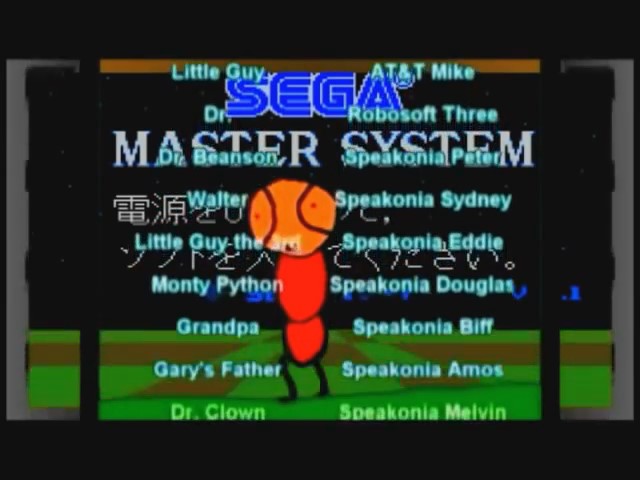 Little Guy AT&T Mike
SEGA®
Dr. Robosoft Three
MASTER SYSTEM
Dr. Beanson Speakonia Peter
Walter Speakonia Sydney
電源を
Little Guy the 3rd Speakonia Eddie
ソフトを入 てください。
Monty Python Speakonia Douglas
Grandpa Speakonia Biff
Gary's Father Speakonia Amos
Dr. Clown Speakonia Melvin